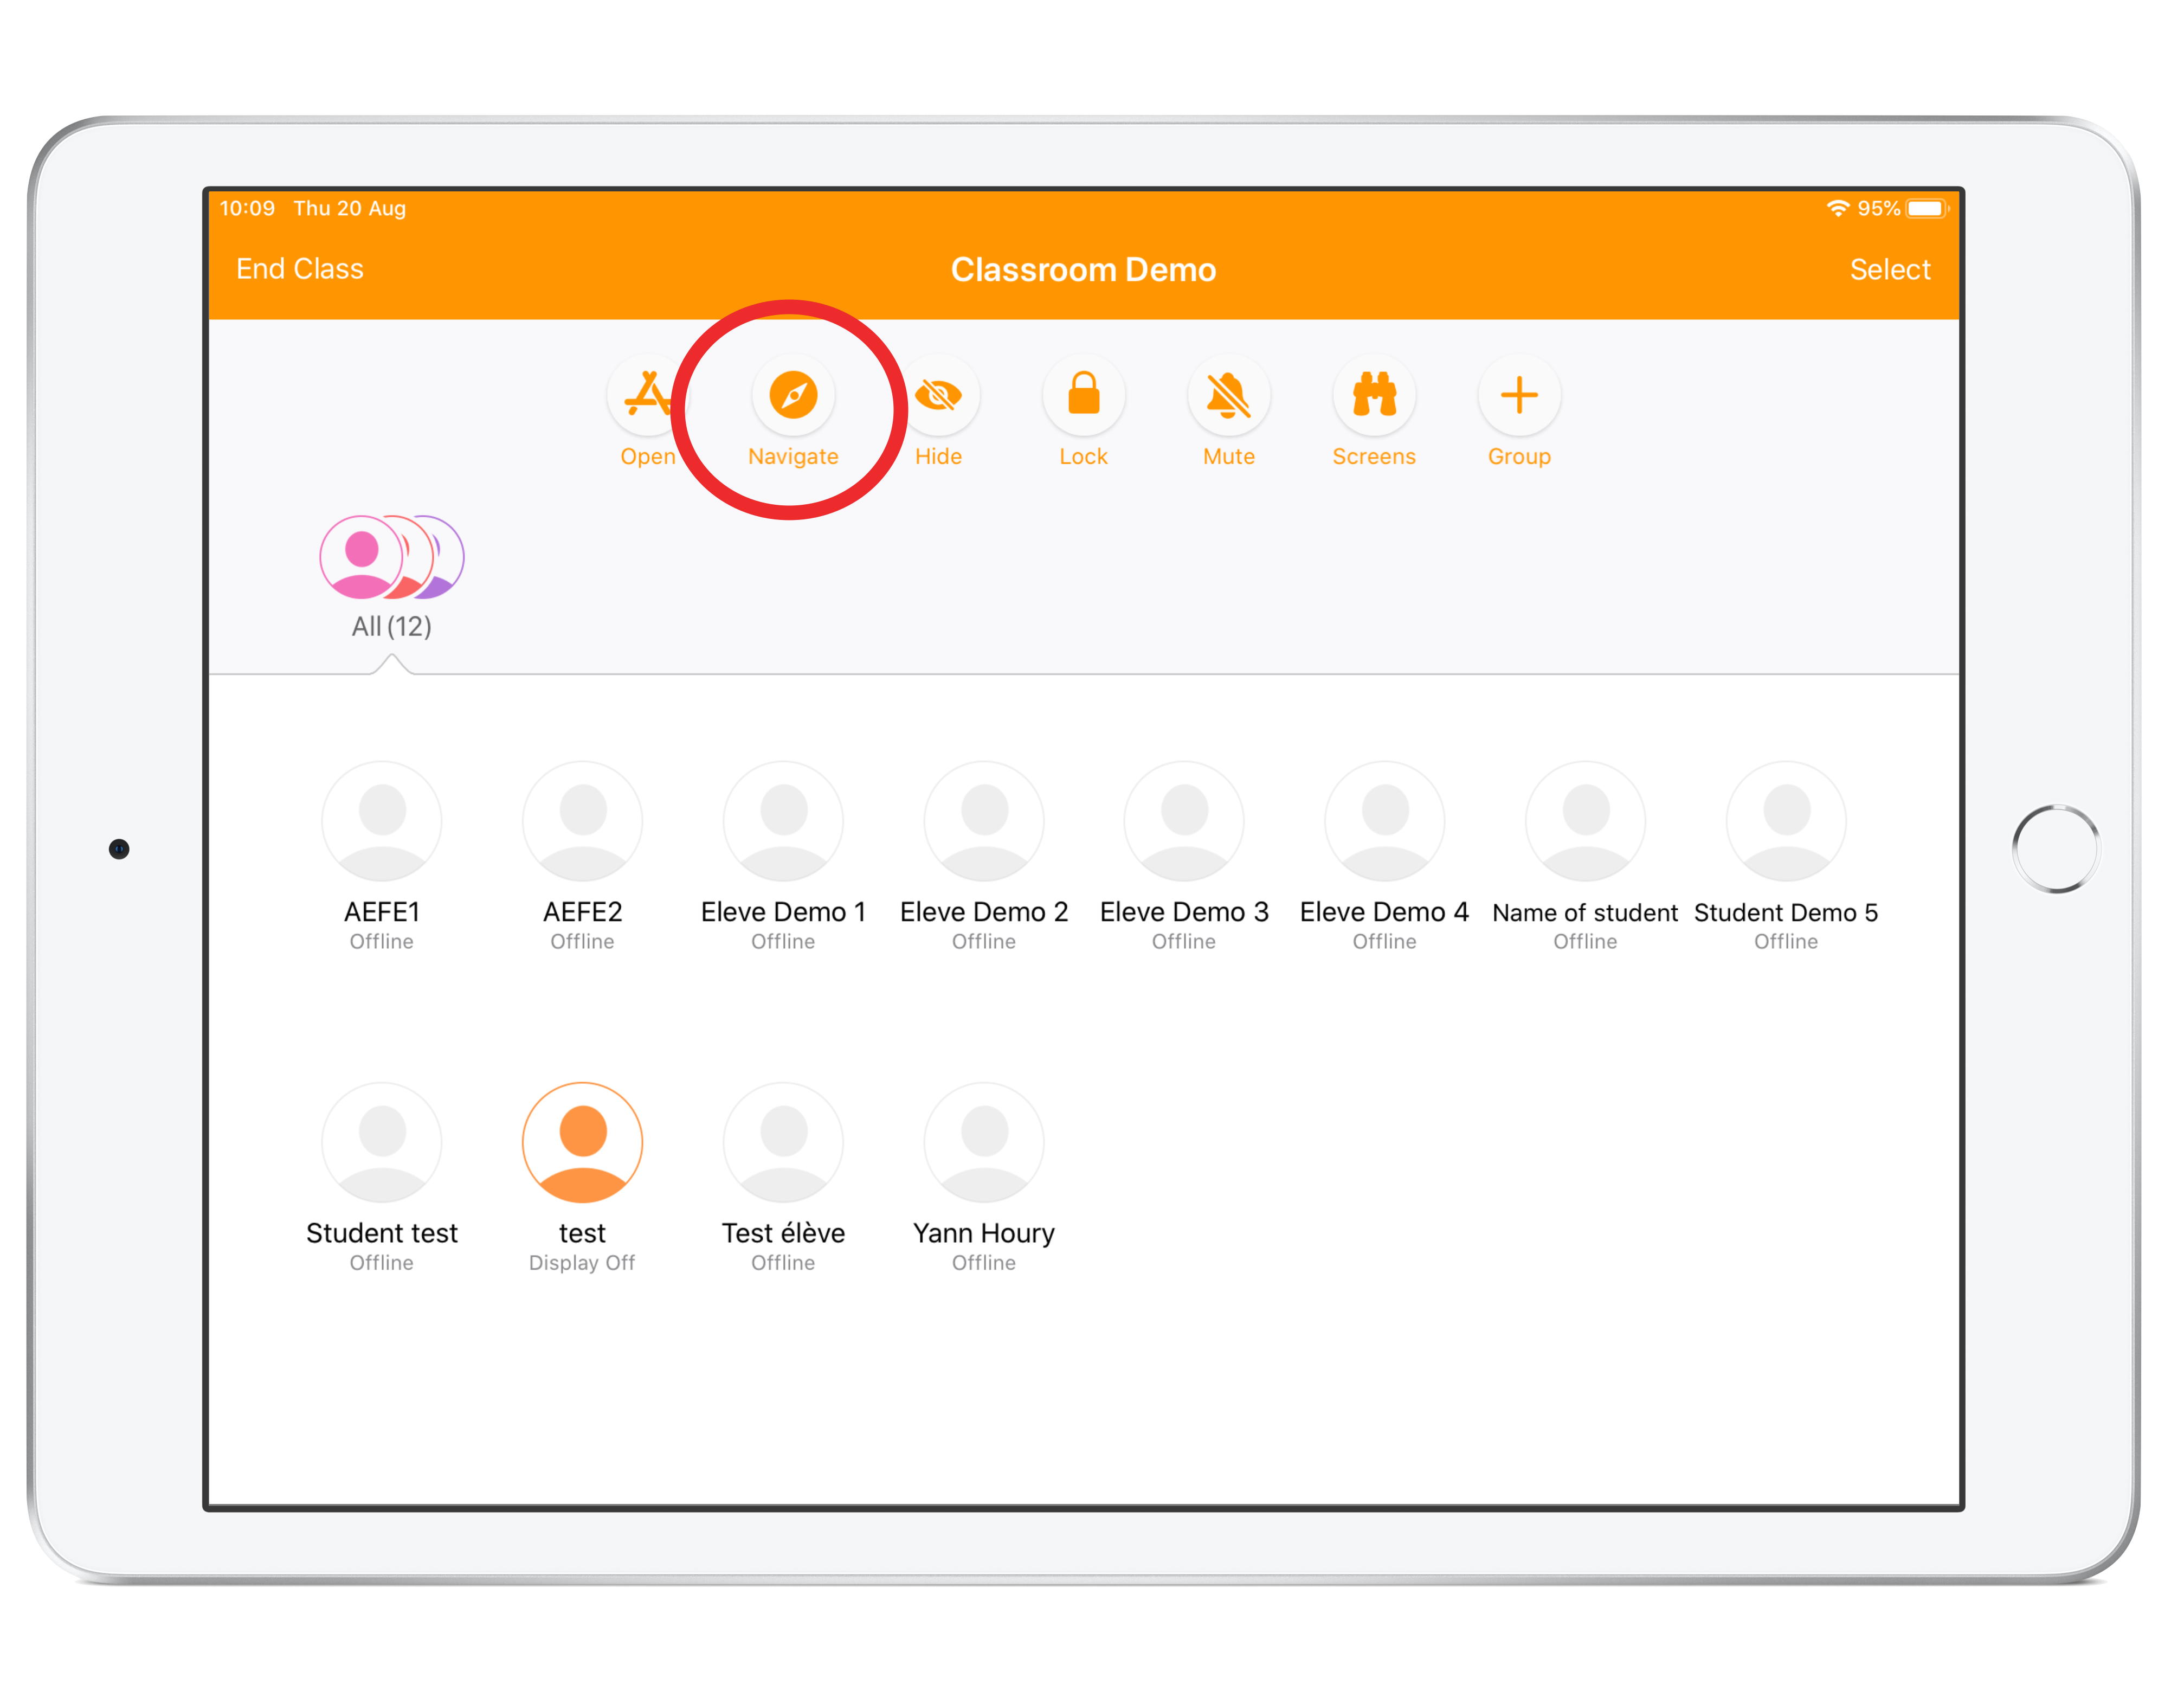 10:09 Thu 20 Aug 95%
End Class Classroom Demo Select
Open Navigate Hide Lock Mute Screens Group
All (12)
AEFE1 AEFE2 Eleve Demo 1 Eleve Demo 2 Eleve Demo 3 Eleve Demo 4 Name of student Student Demo 5
Offline Offline Offline Offline Offline Offline Offline Offline
Student test test Test élève Yann Houry
Offline Display Off Offline Offline